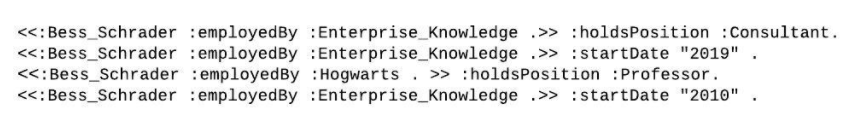 <<:Bess_Schrader :employedBy :Enterprise_Knowledge .>> :holdsPosition :Consultant.
<<:Bess_Schrader :employedBy :Enterprise_Knowledge .>> :startDate "2019" .
<<:Bess_Schrader :employedBy :Hogwarts . >> :holdsPosition :Professor.
<<:Bess_Schrader :employedBy :Enterprise_Knowledge .>> :startDate "2010" .